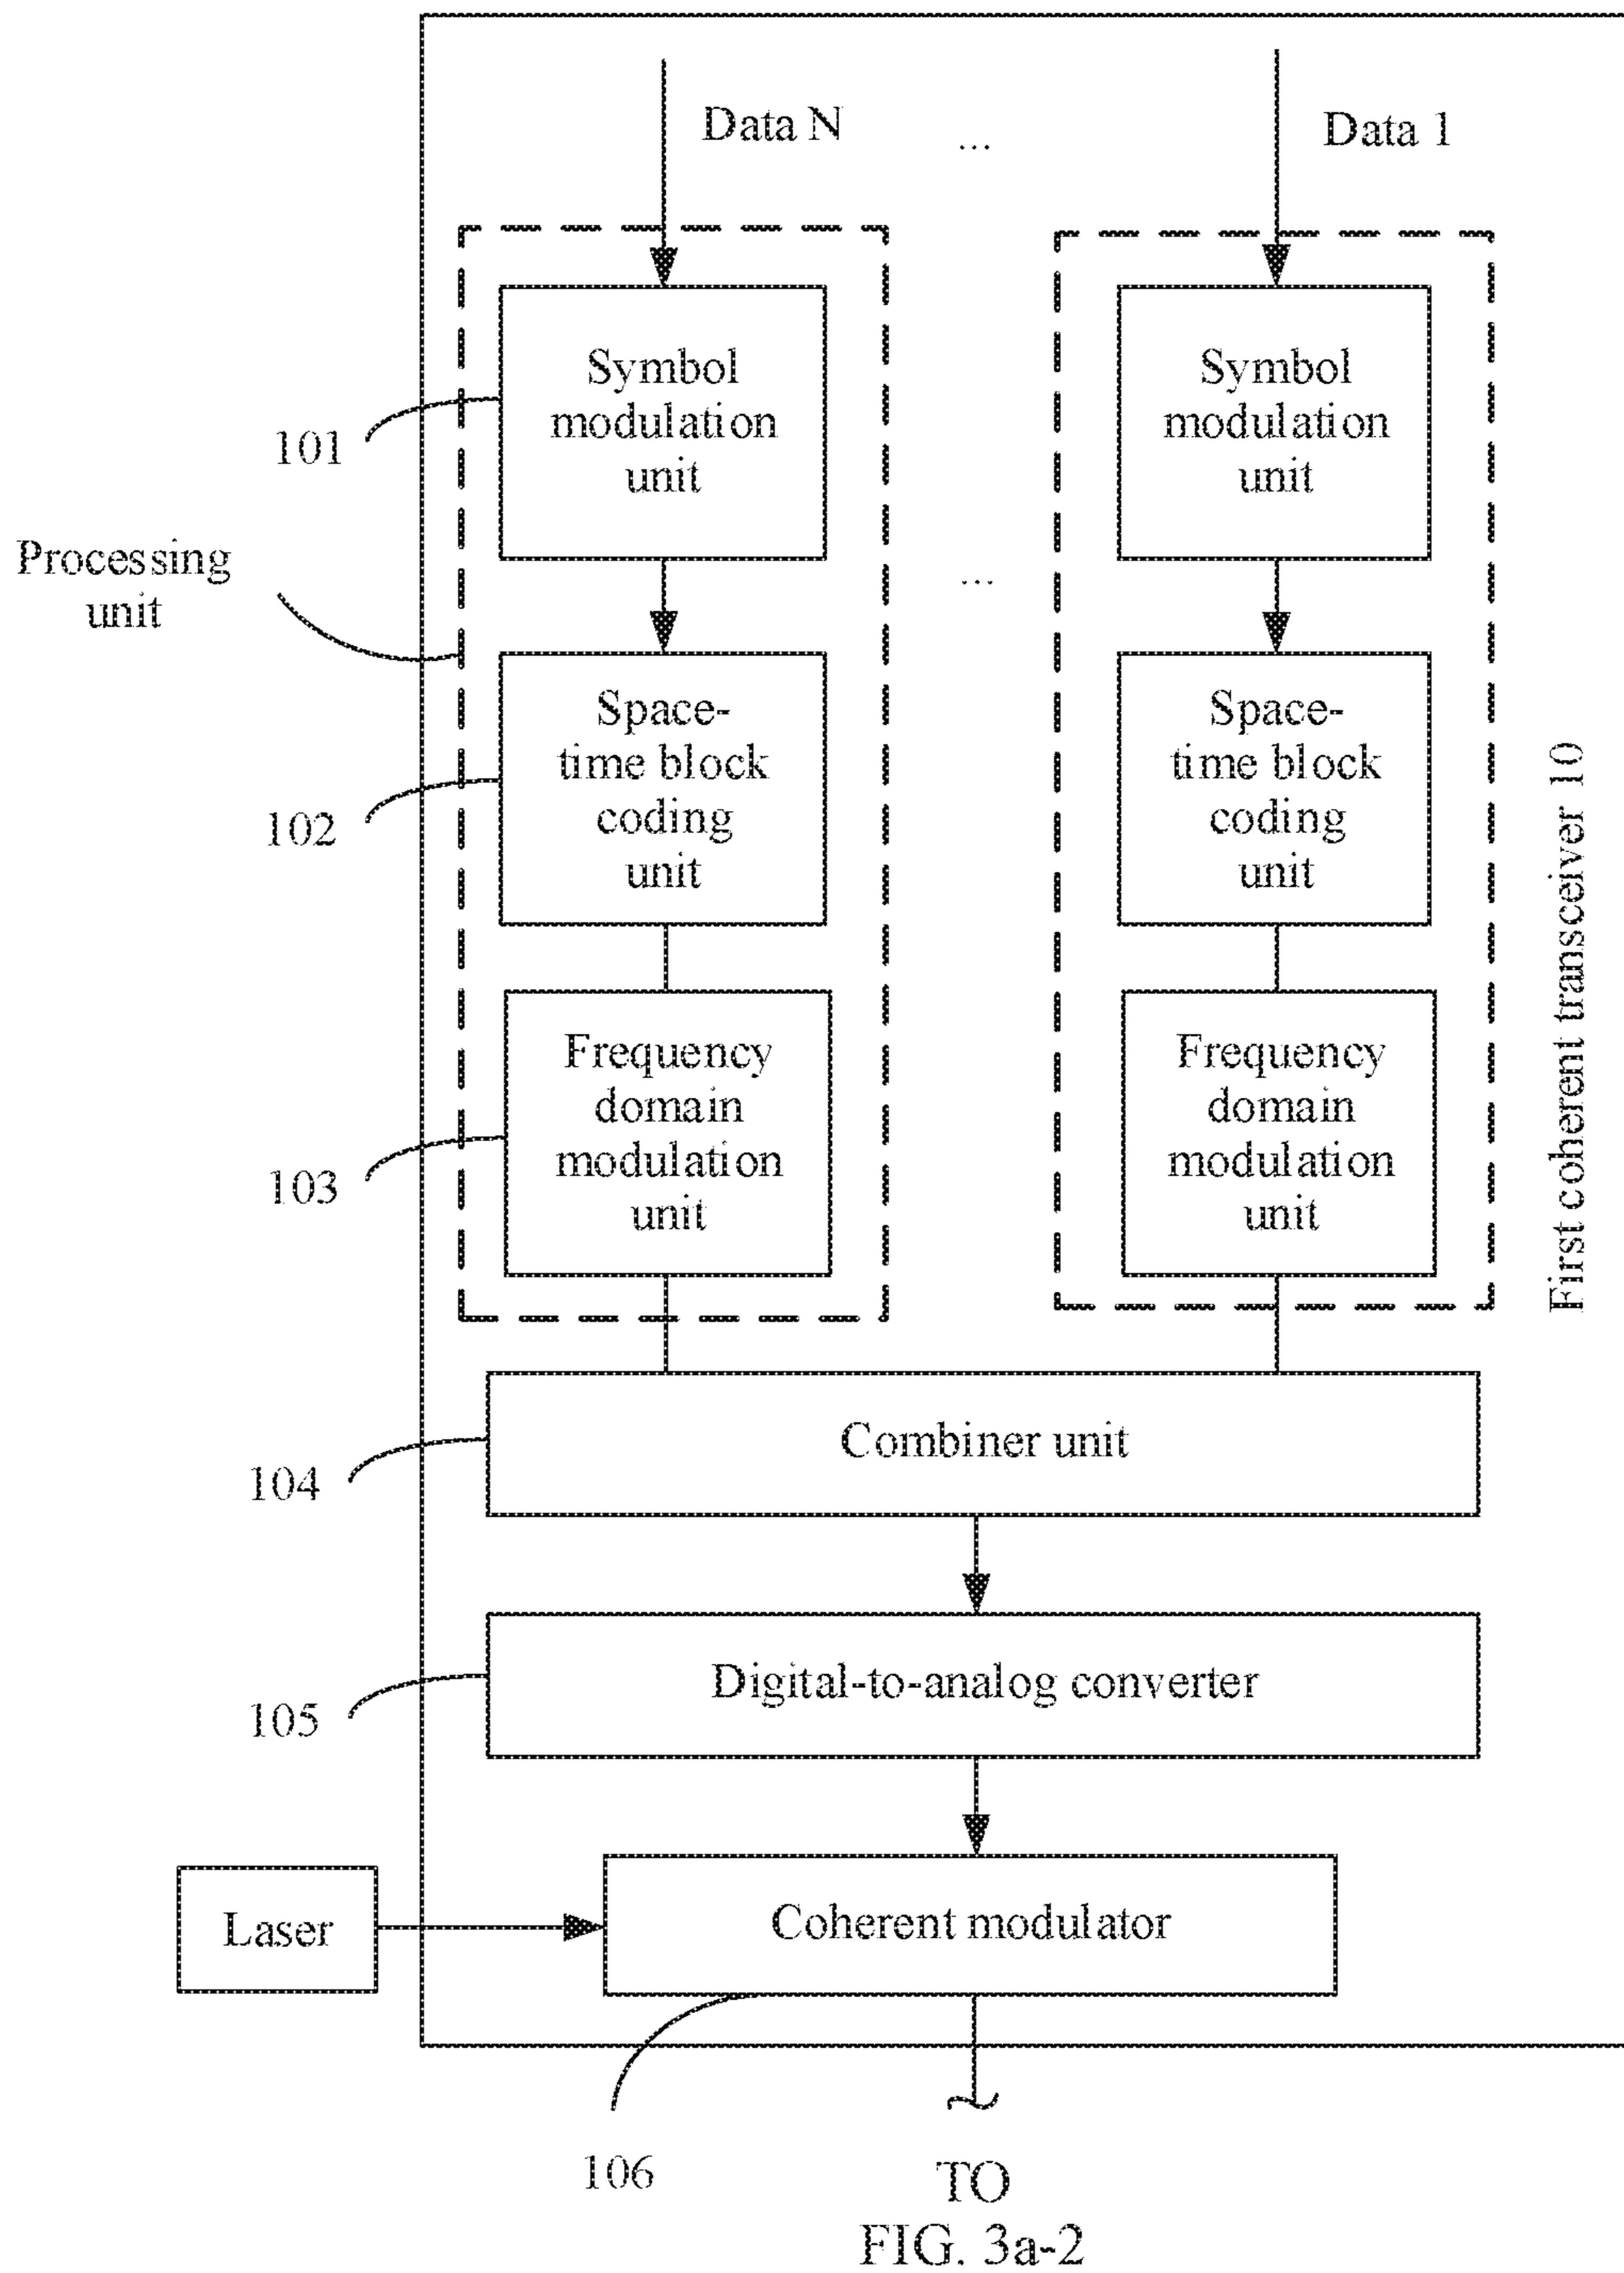 Data N
...
Data 1
Symbol
modulation
unit
Symbol
modulation
unit
101
Processing
unit
...
Space-
time block
coding
unit
Space-
time block
coding
unit
102
First coherent transceiver 10
Frequency
domain
modulation
unit
Frequency
domain
modulation
unit
103
Combiner unit
104
Digital-to-analog converter
105
Laser
Coherent modulator
106
TO
FIG. 3a-2